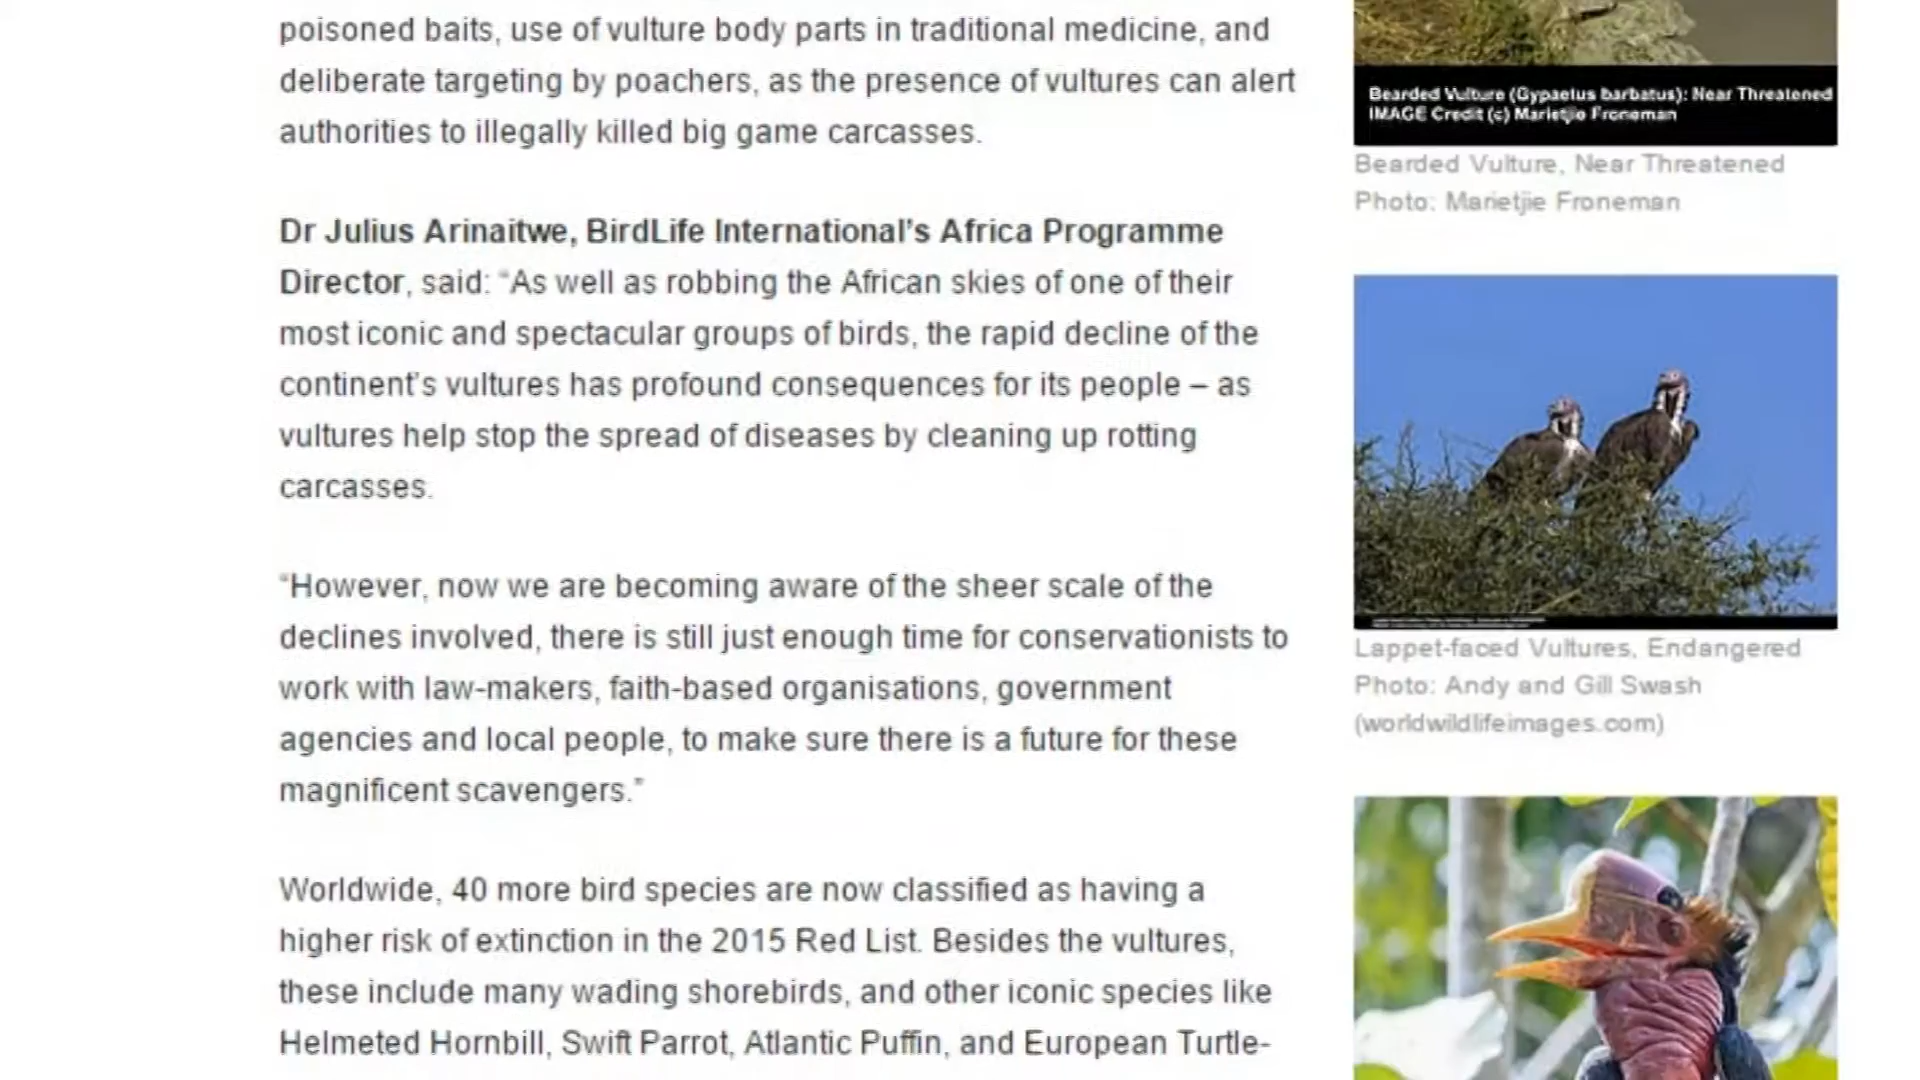 poisoned baits, use of vulture body parts in traditional medicine, and
deliberate targeting by poachers, as the presence of vultures can alert
authorities to illegally killed big game carcasses.
Dr Julius Arinaitwe, BirdLife International's Africa Programme
Director, said: “As well as robbing the African skies of one of their
most iconic and spectacular groups of birds, the rapid decline of the
continent’s vultures has profound consequences for its people – as
vultures help stop the spread of diseases by cleaning up rotting
carcasses.
“However, now we are becoming aware of the sheer scale of the
declines involved, there is still just enough time for conservationists to
work with law-makers, faith-based organisations, government
agencies and local people, to make sure there is a future for these
magnificent scavengers.”
Worldwide, 40 more bird species are now classified as having a
higher risk of extinction in the 2015 Red List. Besides the vultures,
these include many wading shorebirds, and other iconic species like
Helmeted Hornbill, Swift Parrot, Atlantic Puffin, and European Turtle-
Bearded Vulture (Gypaetus barbatus): Near Threatened
IMAGE Credit (c) Marietjie Froneman
Bearded Vulture, Near Threatened
Photo: Marietjie Froneman
Lappet-faced Vultures, Endangered
Photo: Andy and Gill Swash
(worldwildlifeimages.com)